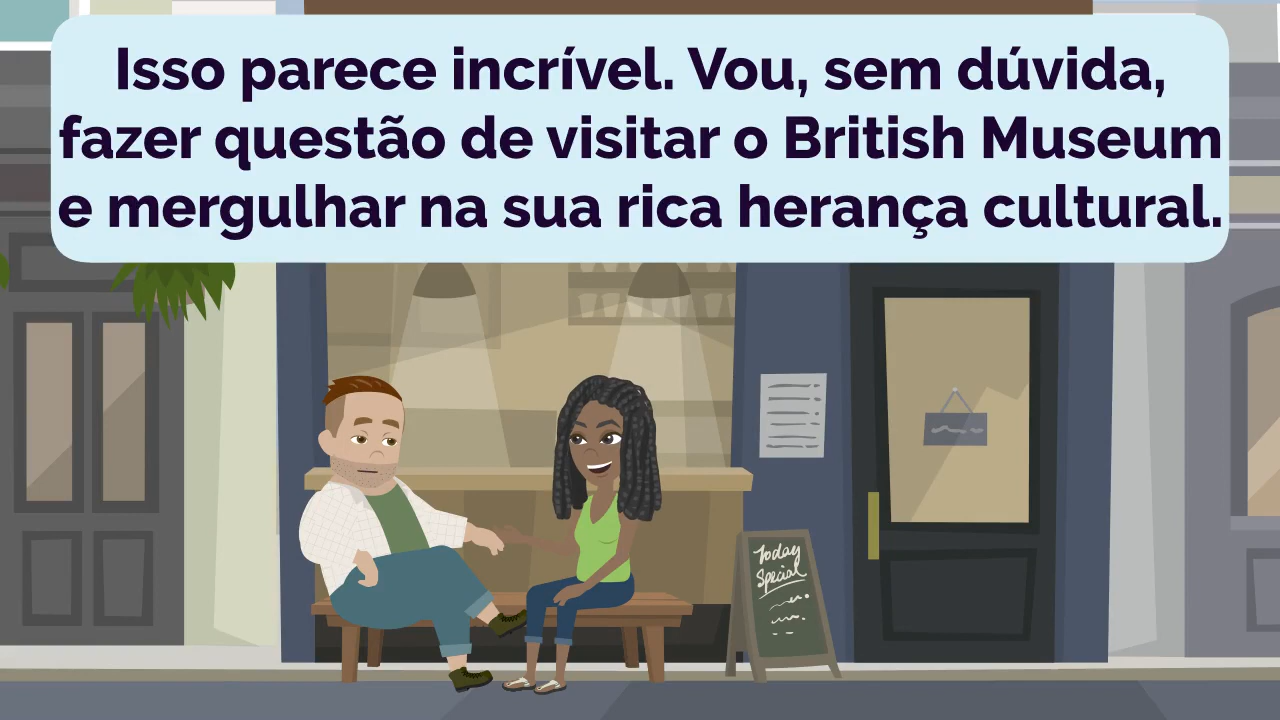 Isso parece incrível. Vou, sem dúvida,
fazer questão de visitar o British Museum
e mergulhar na sua rica herança cultural.
Today
Special